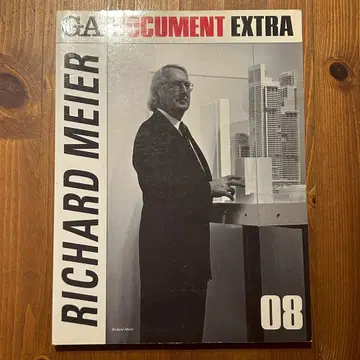 GA DOCUMENT EXTRA
RICHARD MEIER
Richard Meier
08